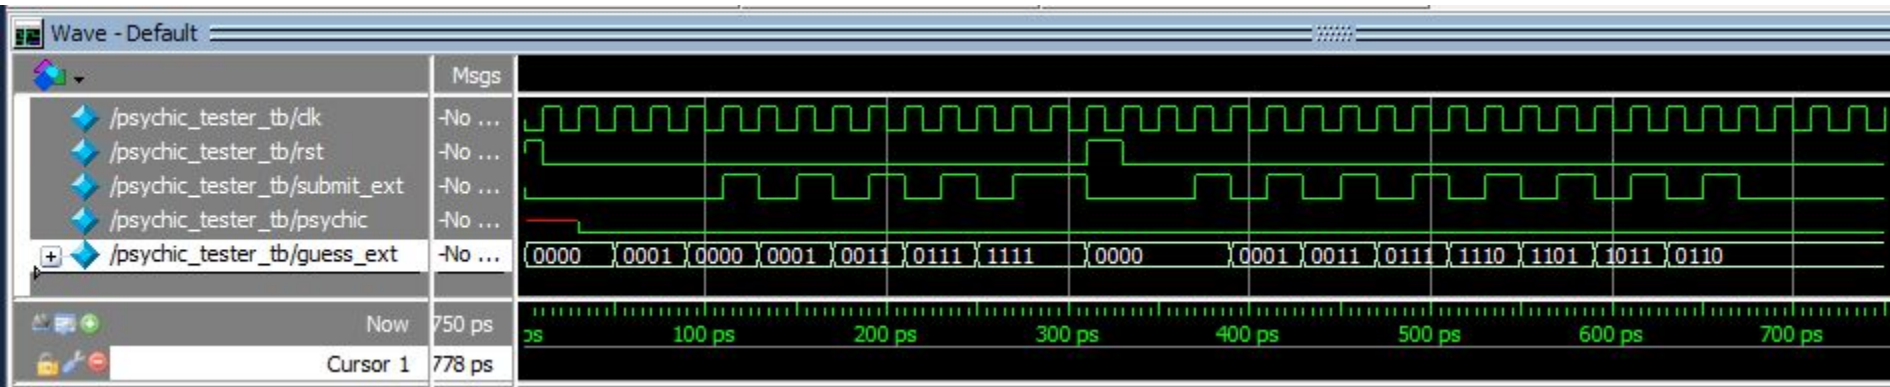 Wave - Default
Msgs
/psychic_tester_tb/clk -No ...
/psychic_tester_tb/rst -No ...
/psychic_tester_tb/submit_ext -No ...
/psychic_tester_tb/psychic -No ...
/psychic_tester_tb/guess_ext -No ... 0000 0001 0000 0001 0011 0111 1111 0000 0001 0011 0111 1110 1101 1011 0110
Now 750 ps ps 100 ps 200 ps 300 ps 400 ps 500 ps 600 ps 700 ps
Cursor 1 778 ps